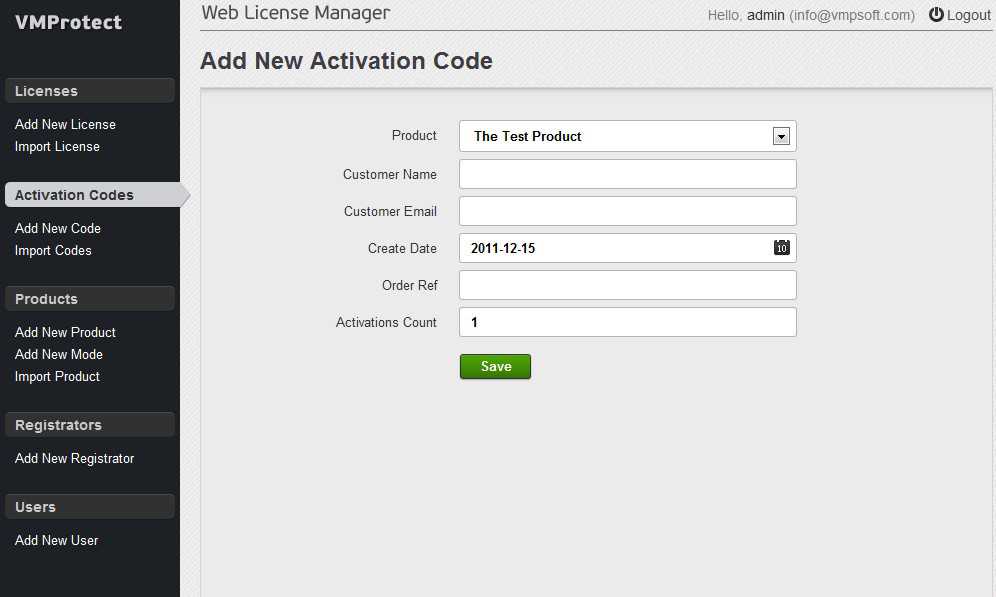 VMProtect
Web License Manager
Hello, admin (info@vmpsoft.com) Logout
Add New Activation Code
Licenses
Add New License
Import License
Activation Codes
Add New Code
Import Codes
Products
Add New Product
Add New Mode
Import Product
Registrators
Add New Registrator
Users
Add New User
Product The Test Product
Customer Name
Customer Email
Create Date 2011-12-15 10
Order Ref
Activations Count 1
Save